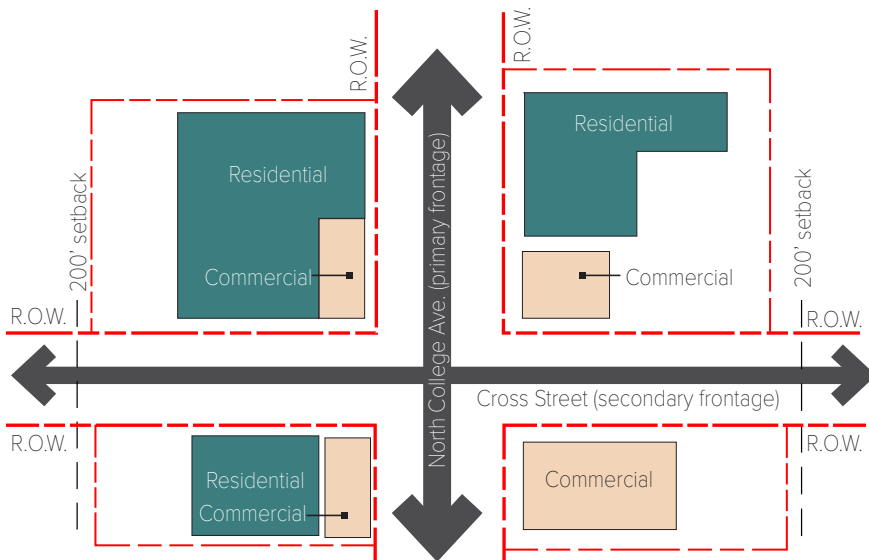 R.O.W.
R.O.W.
Residential
Residential
200' setback
Commercial
North College Ave. (primary frontage)
Commercial
200' setback
R.O.W.
R.O.W.
Cross Street (secondary frontage)
R.O.W.
R.O.W.
Residential
Commercial
Commercial